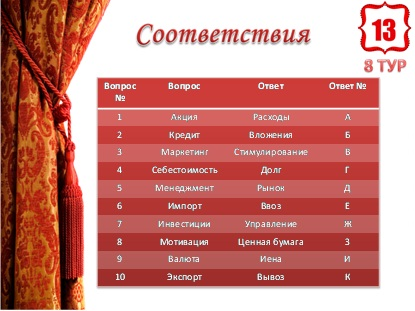 Соответствия
13
8 ТУР
Вопрос № Вопрос Ответ Ответ №
1 Акция Расходы А
2 Кредит Вложения Б
3 Маркетинг Стимулирование В
4 Себестоимость Долг Г
5 Менеджмент Рынок Д
6 Импорт Ввоз Е
7 Инвестиции Управление Ж
8 Мотивация Ценная бумага З
9 Валюта Иена И
10 Экспорт Вывоз К